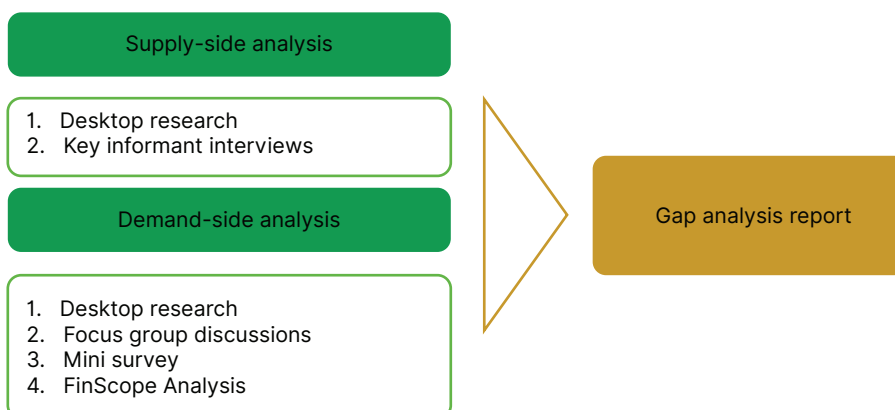 Supply-side analysis
1. Desktop research
2. Key informant interviews
Demand-side analysis
1. Desktop research
2. Focus group discussions
3. Mini survey
4. FinScope Analysis
Gap analysis report